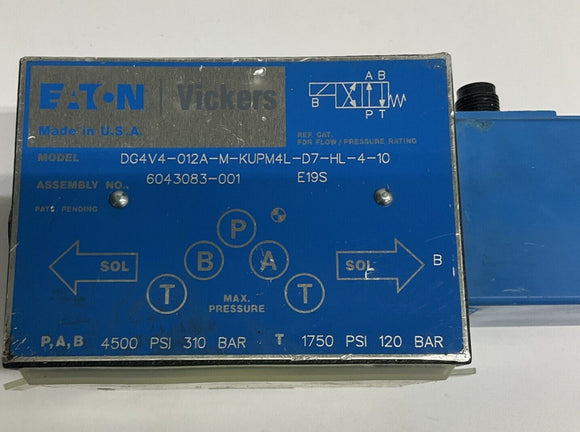 EATON Vickers
Made in U.S.A.
A B
B
P T
REF. CAT.
FOR FLOW / PRESSURE RATING
MODEL DG4V4-012A-M-KUPM4L-D7-HL-4-10
ASSEMBLY NO. 6043083-001 E19S
PATS. PENDING
P
SOL B A SOL B
T T
MAX.
PRESSURE
P,A,B 4500 PSI 310 BAR T 1750 PSI 120 BAR